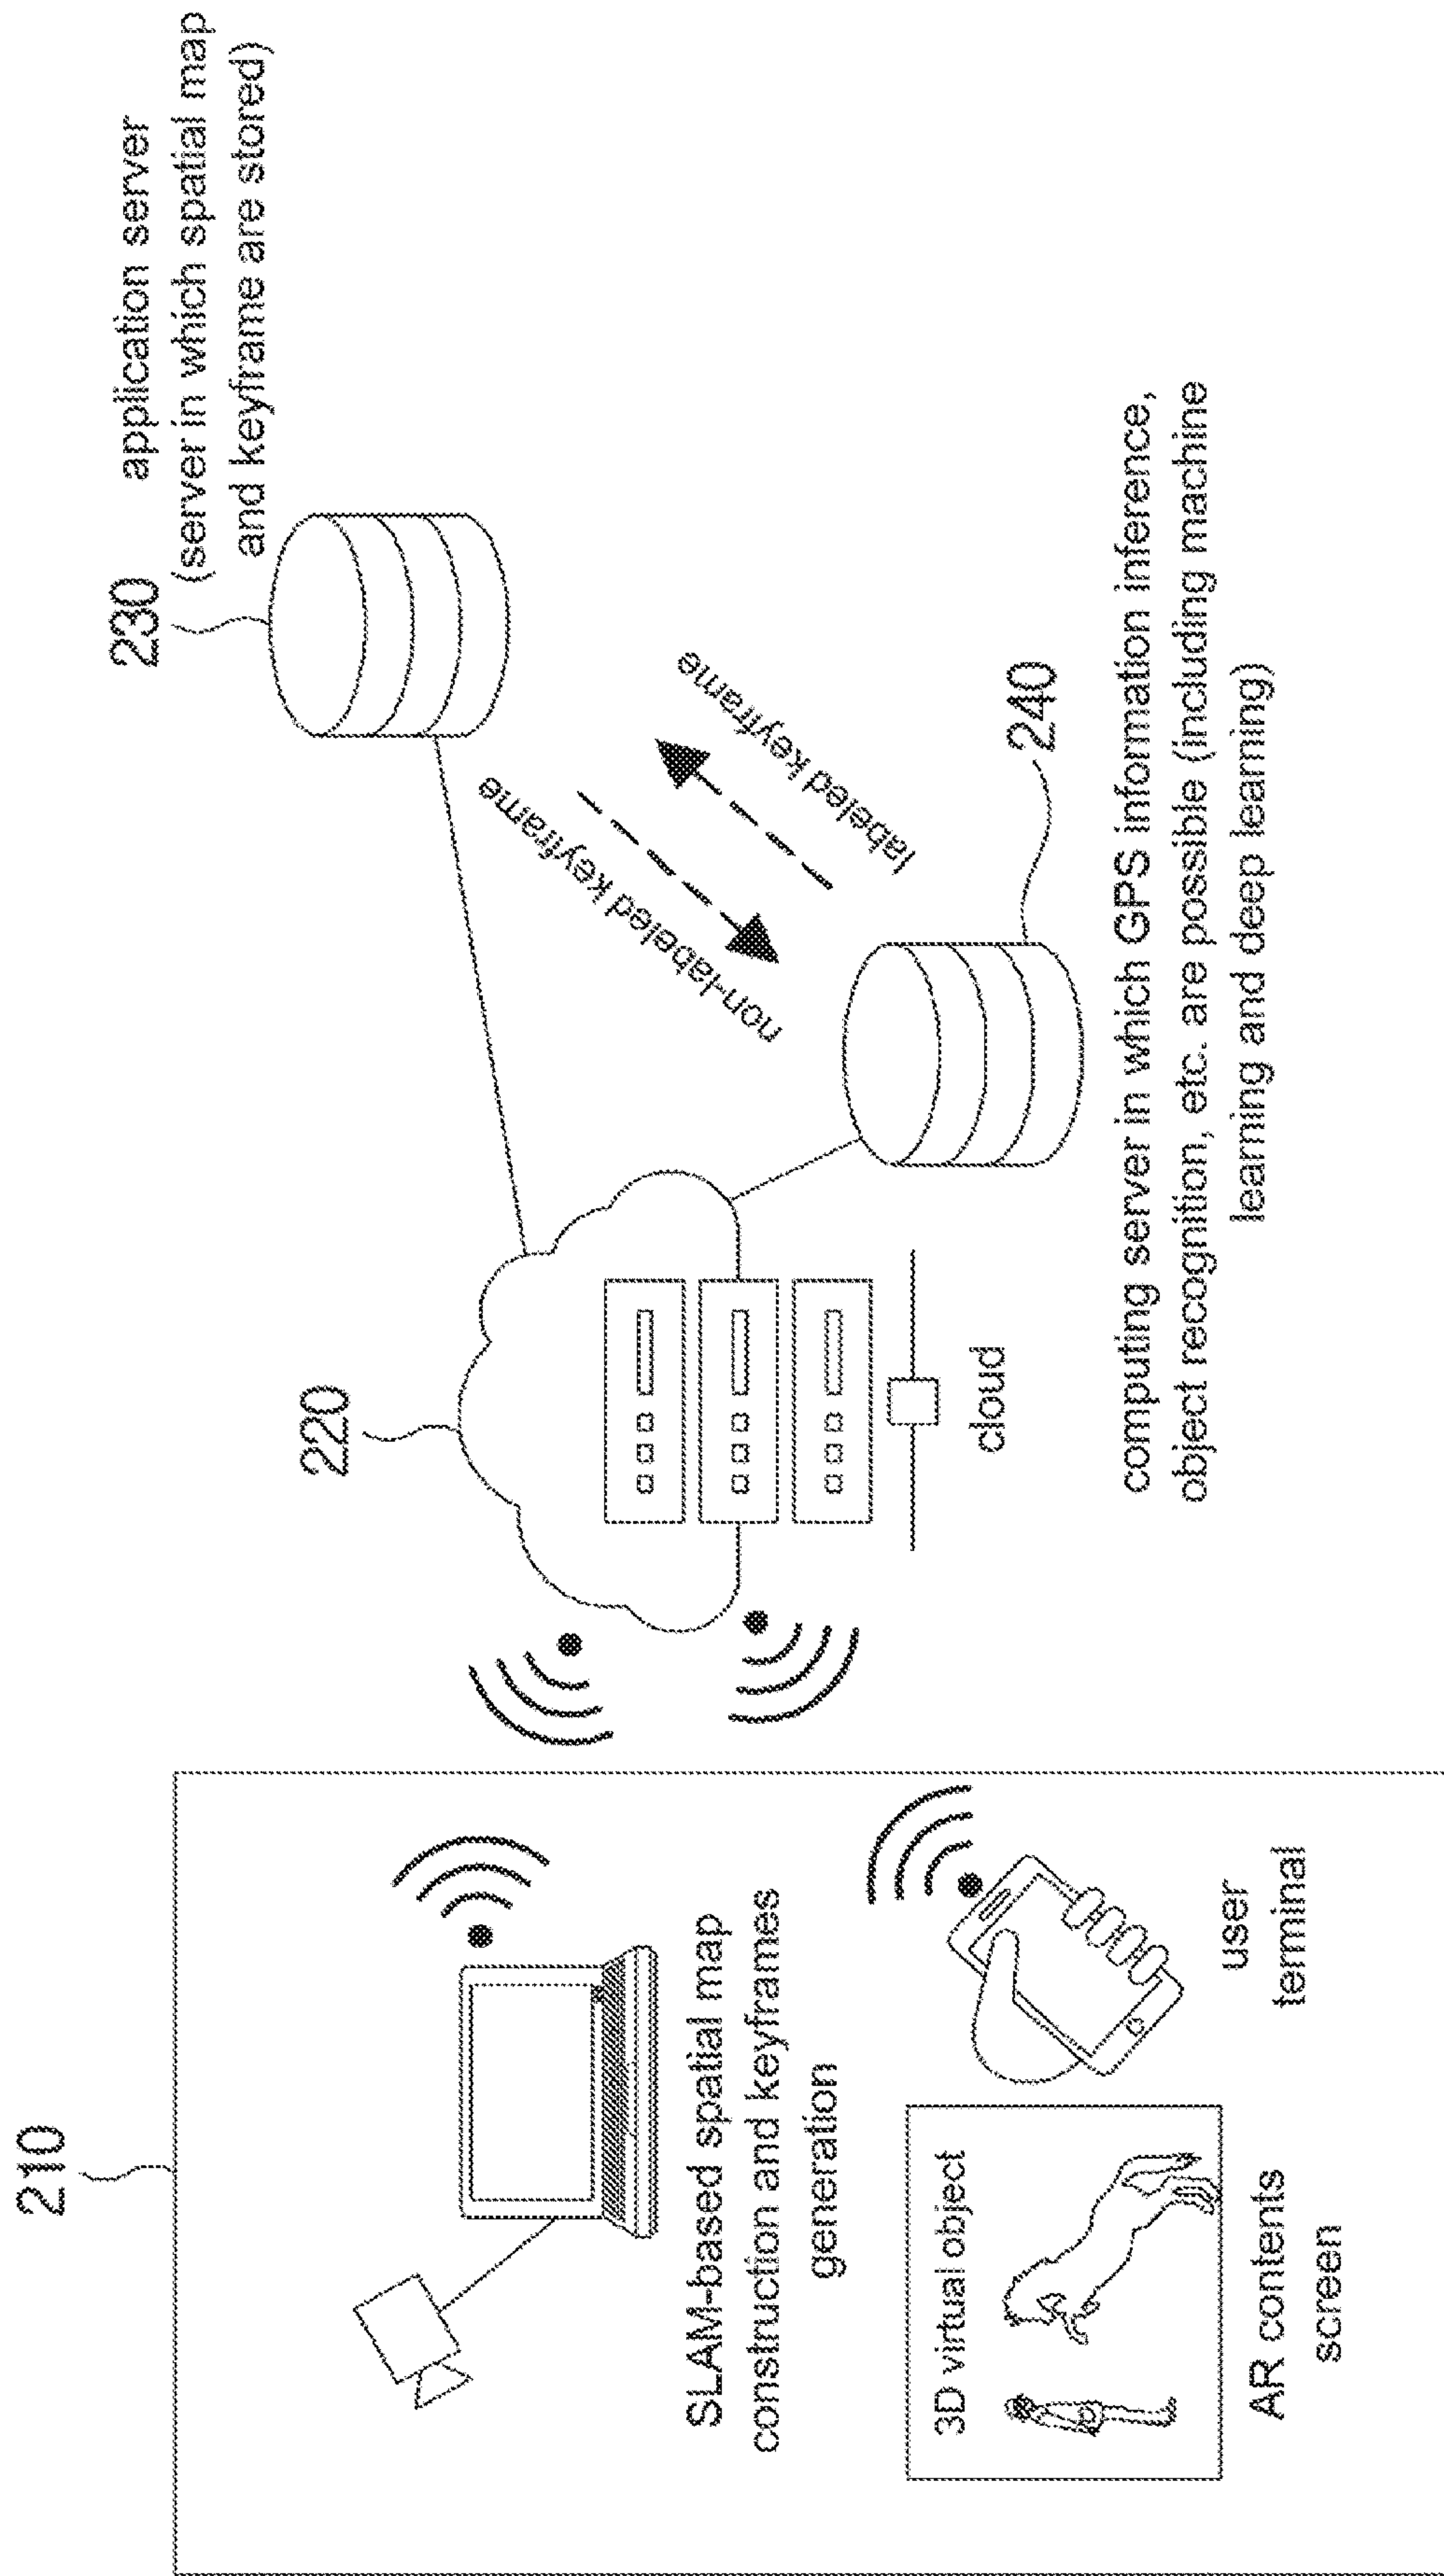 210
SLAM-based spatial map
construction and keyframes
generation
3D virtual object
AR contents
screen
user
terminal
220
cloud
230
application server
(server in which spatial map
and keyframe are stored)
non-labeled keyframe
labeled keyframe
240
computing server in which GPS information inference,
object recognition, etc. are possible (including machine
learning and deep learning)